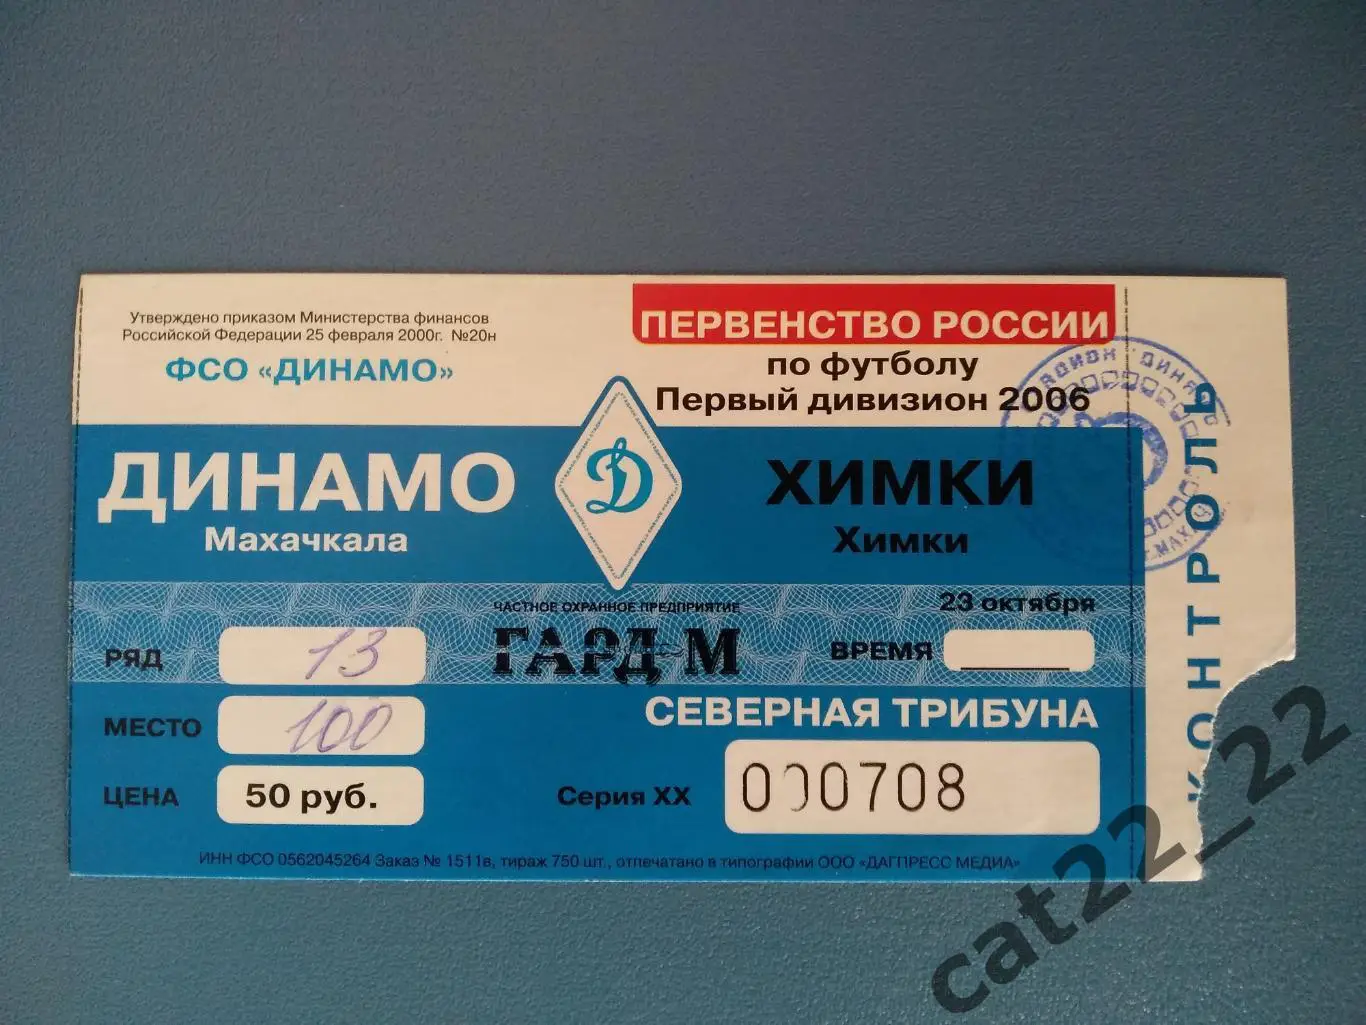 Утверждено приказом Министерства финансов
Российской Федерации 25 февраля 2000г. №20н
ФСО «ДИНАМО»
ПЕРВЕНСТВО РОССИИ
по футболу
Первый дивизион 2006
ДИНАМО
Махачкала
ХИМКИ
Химки
23 октября
ЧАСТНОЕ ОХРАННОЕ ПРЕДПРИЯТИЕ
ГАРД-М
ВРЕМЯ
РЯД 13
МЕСТО 100
ЦЕНА 50 руб.
СЕВЕРНАЯ ТРИБУНА
Серия XX 000708
ИНН ФСО 0562045264 Заказ № 1511в, тираж 750 шт., отпечатано в типографии ООО «ДАГПРЕСС МЕДИА»
КОНТРОЛЬ
cat22_22